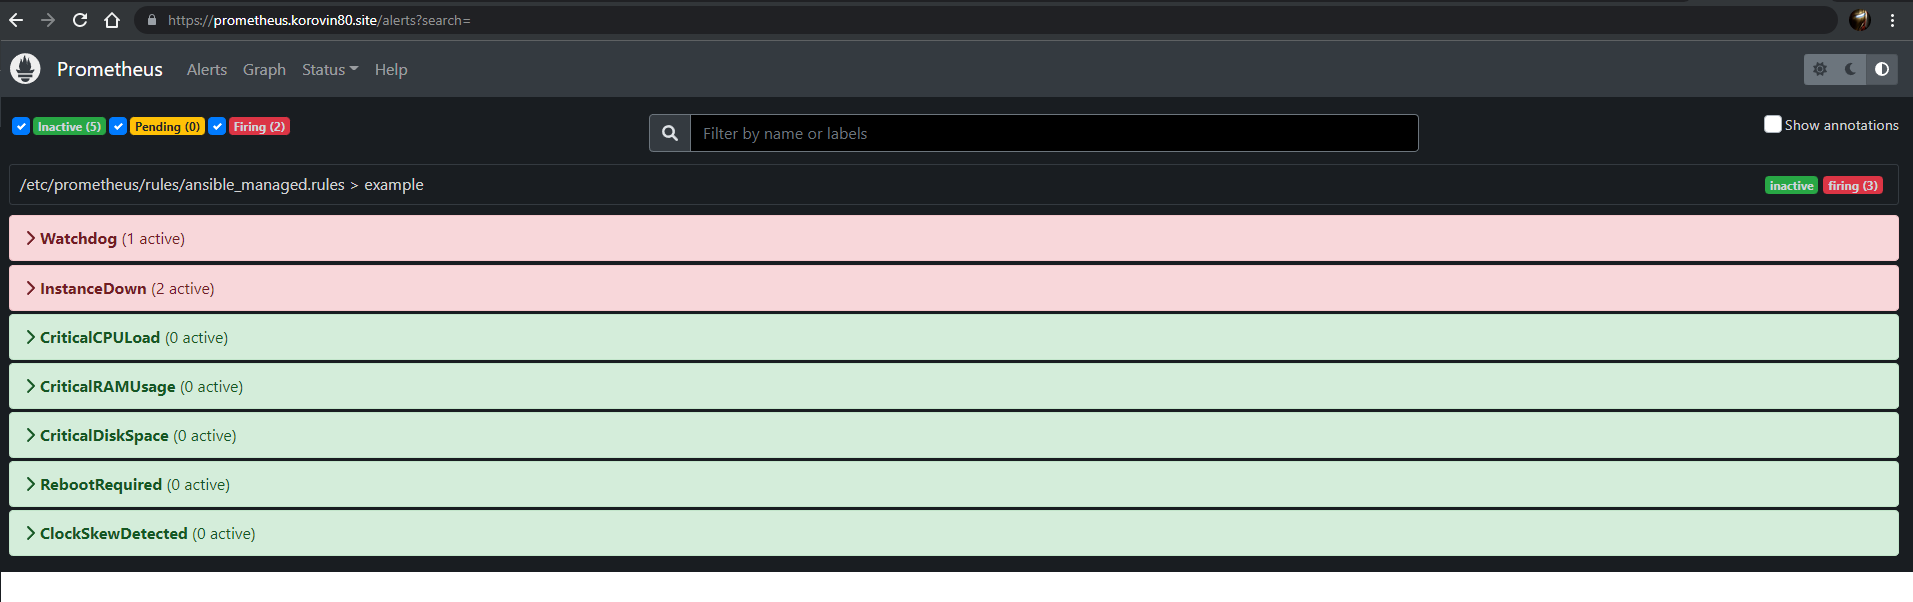 https://prometheus.korovin80.site/alerts?search=
Prometheus Alerts Graph Status Help
Inactive (5) Pending (0) Firing (2) Filter by name or labels Show annotations
/etc/prometheus/rules/ansible_managed.rules > example inactive firing (3)
Watchdog (1 active)
InstanceDown (2 active)
CriticalCPULoad (0 active)
CriticalRAMUsage (0 active)
CriticalDiskSpace (0 active)
RebootRequired (0 active)
ClockSkewDetected (0 active)